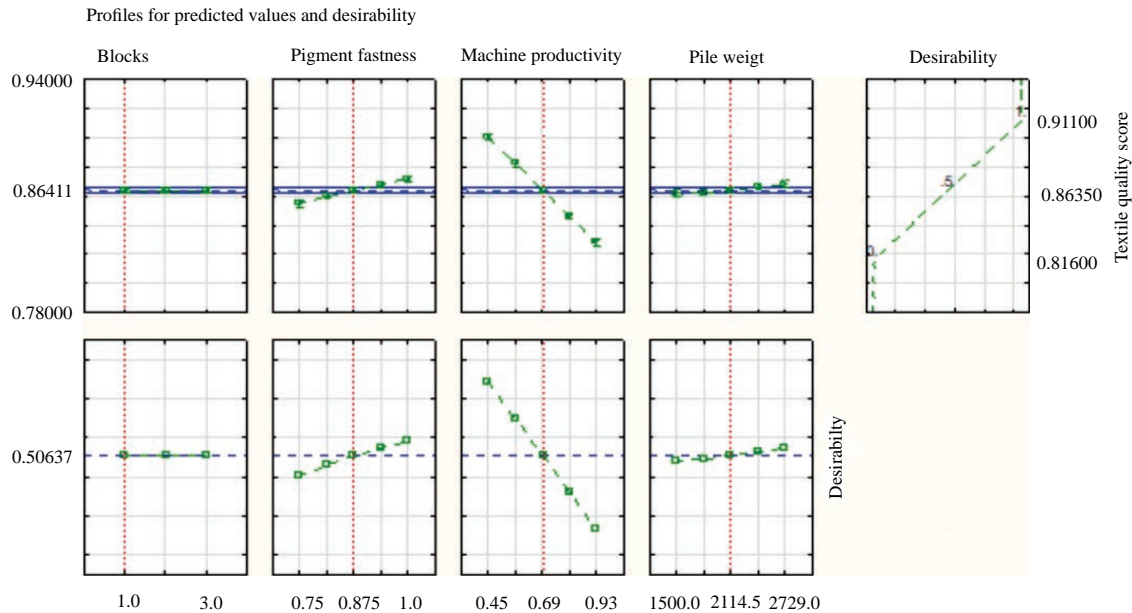 Profiles for predicted values and desirability
Blocks
Pigment fastness
Machine productivity
Pile weigt
Desirability
0.94000
0.86411
0.78000
.5
0.91100
0.86350
0.81600
Textile quality score
0.50637
Desirabilty
1.0 3.0
0.75 0.875 1.0
0.45 0.69 0.93
1500.0 2114.5 2729.0